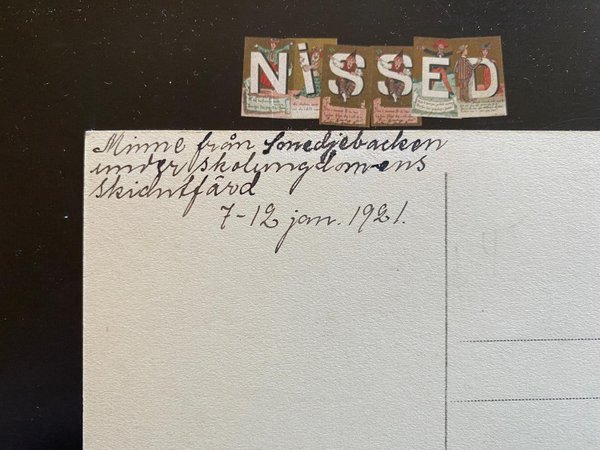 NISSED
Minne från Smedjebacken
under skolungdomens
skidutfärd
7-12 jan. 1921.